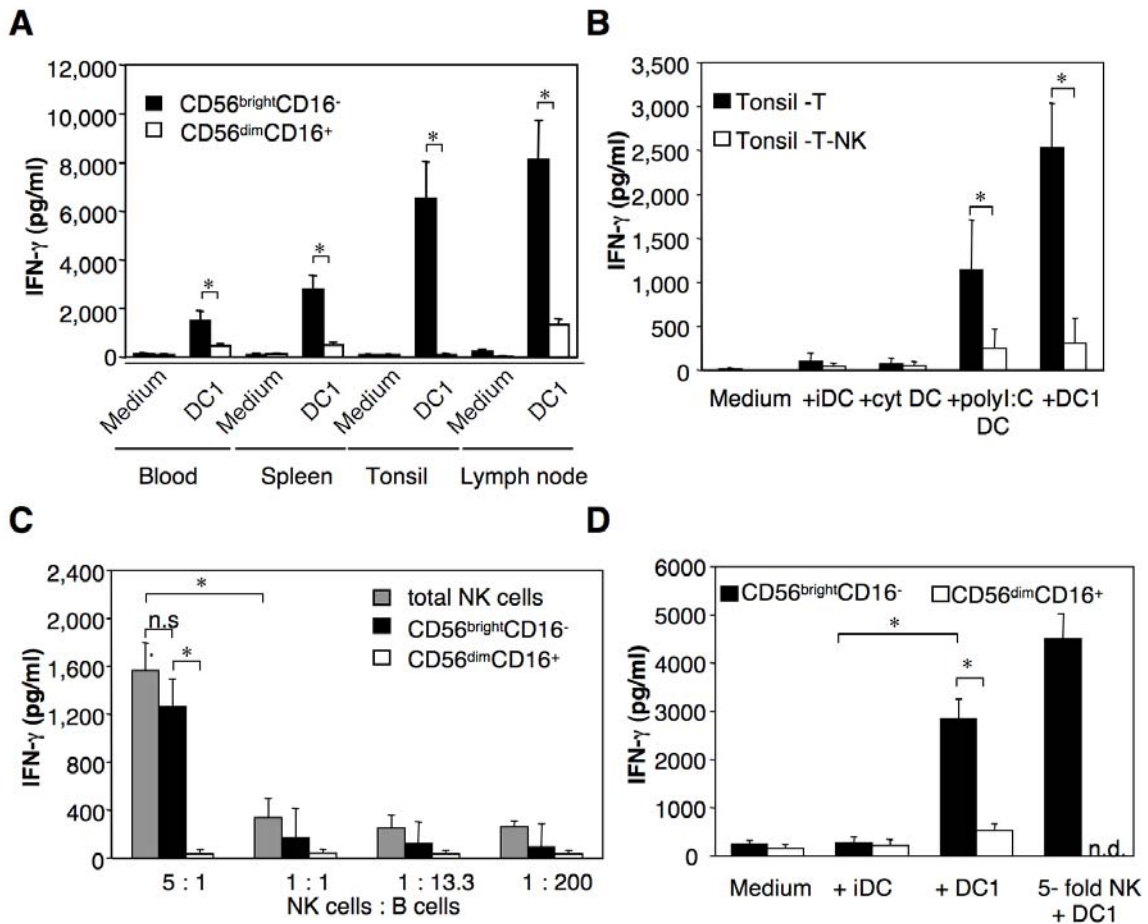 A
IFN-γ (pg/ml)
12,000
10,000
8,000
6,000
4,000
2,000
0
CD56brightCD16-
CD56dimCD16+
*
*
*
*
Medium
DC1
Medium
DC1
Medium
DC1
Medium
DC1
Blood
Spleen
Tonsil
Lymph node
B
IFN-γ (pg/ml)
3,500
3,000
2,500
2,000
1,500
1,000
500
0
Tonsil -T
Tonsil -T-NK
*
*
Medium
+iDC
+cyt DC
+polyI:C
DC
+DC1
C
IFN-γ (pg/ml)
2,400
2,000
1,600
1,200
800
400
0
*
n.s
*
total NK cells
CD56brightCD16-
CD56dimCD16+
5 : 1
1 : 1
1 : 13.3
1 : 200
NK cells : B cells
D
IFN-γ (pg/ml)
6000
5000
4000
3000
2000
1000
0
CD56brightCD16-
CD56dimCD16+
*
*
n.d.
Medium
+ iDC
+ DC1
5- fold NK
+ DC1